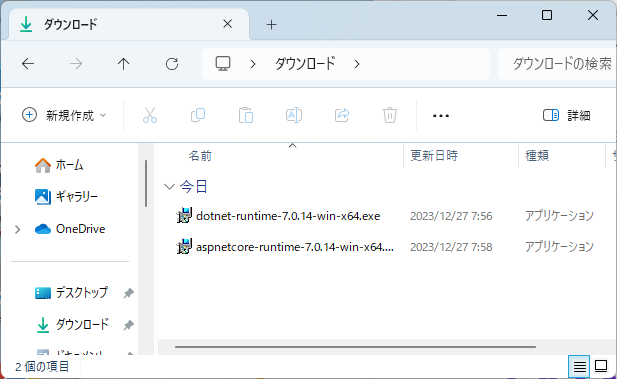 ダウンロード
ダウンロード
ダウンロードの検索
新規作成
詳細
ホーム
ギャラリー
OneDrive
デスクトップ
ダウンロード
名前
更新日時
種類
今日
dotnet-runtime-7.0.14-win-x64.exe
2023/12/27 7:56
アプリケーション
aspnetcore-runtime-7.0.14-win-x64....
2023/12/27 7:58
アプリケーション
2 個の項目